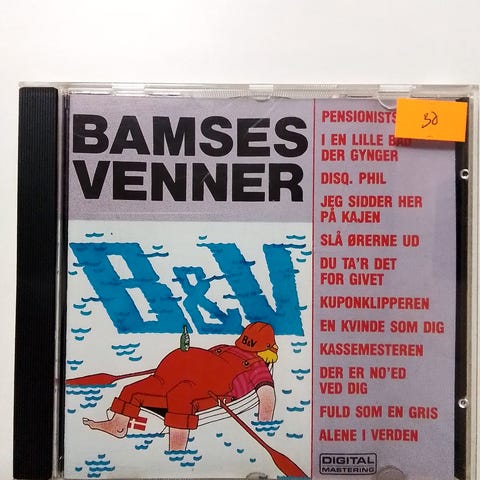 BAMSES
VENNER
B&V
B&V
PENSIONISTS
30
I EN LILLE BÅD
DER GYNGER
DISQ. PHIL
JEG SIDDER HER
PÅ KAJEN
SLÅ ØRERNE UD
DU TA'R DET
FOR GIVET
KUPONKLIPPEREN
EN KVINDE SOM DIG
KASSEMESTEREN
DER ER NO'ED
VED DIG
FULD SOM EN GRIS
ALENE I VERDEN
DIGITAL
MASTERING